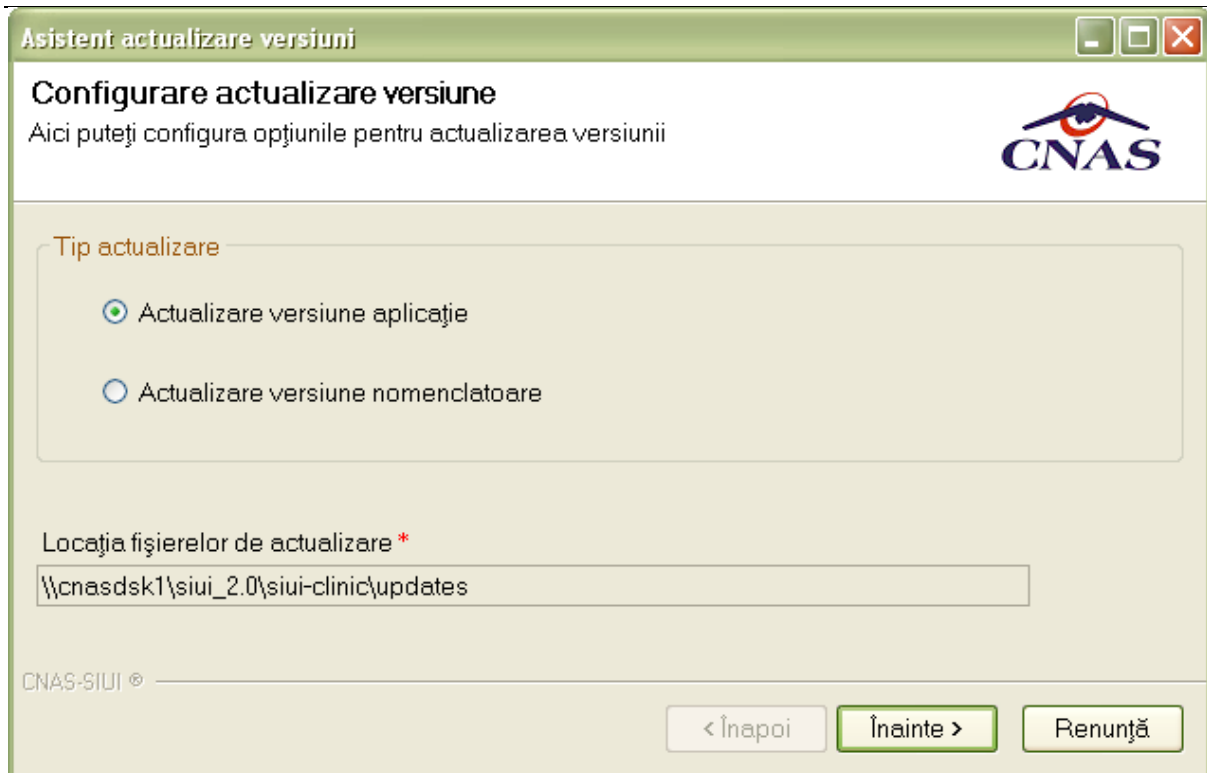 Asistent actualizare versiuni
Configurare actualizare versiune
Aici puteţi configura opţiunile pentru actualizarea versiunii
CNAS
Tip actualizare
Actualizare versiune aplicaţie
Actualizare versiune nomenclatoare
Locaţia fişierelor de actualizare *
\\cnasdsk1\siui_2.0\siui-clinic\updates
CNAS-SIUI ®
< Înapoi Înainte > Renunţă